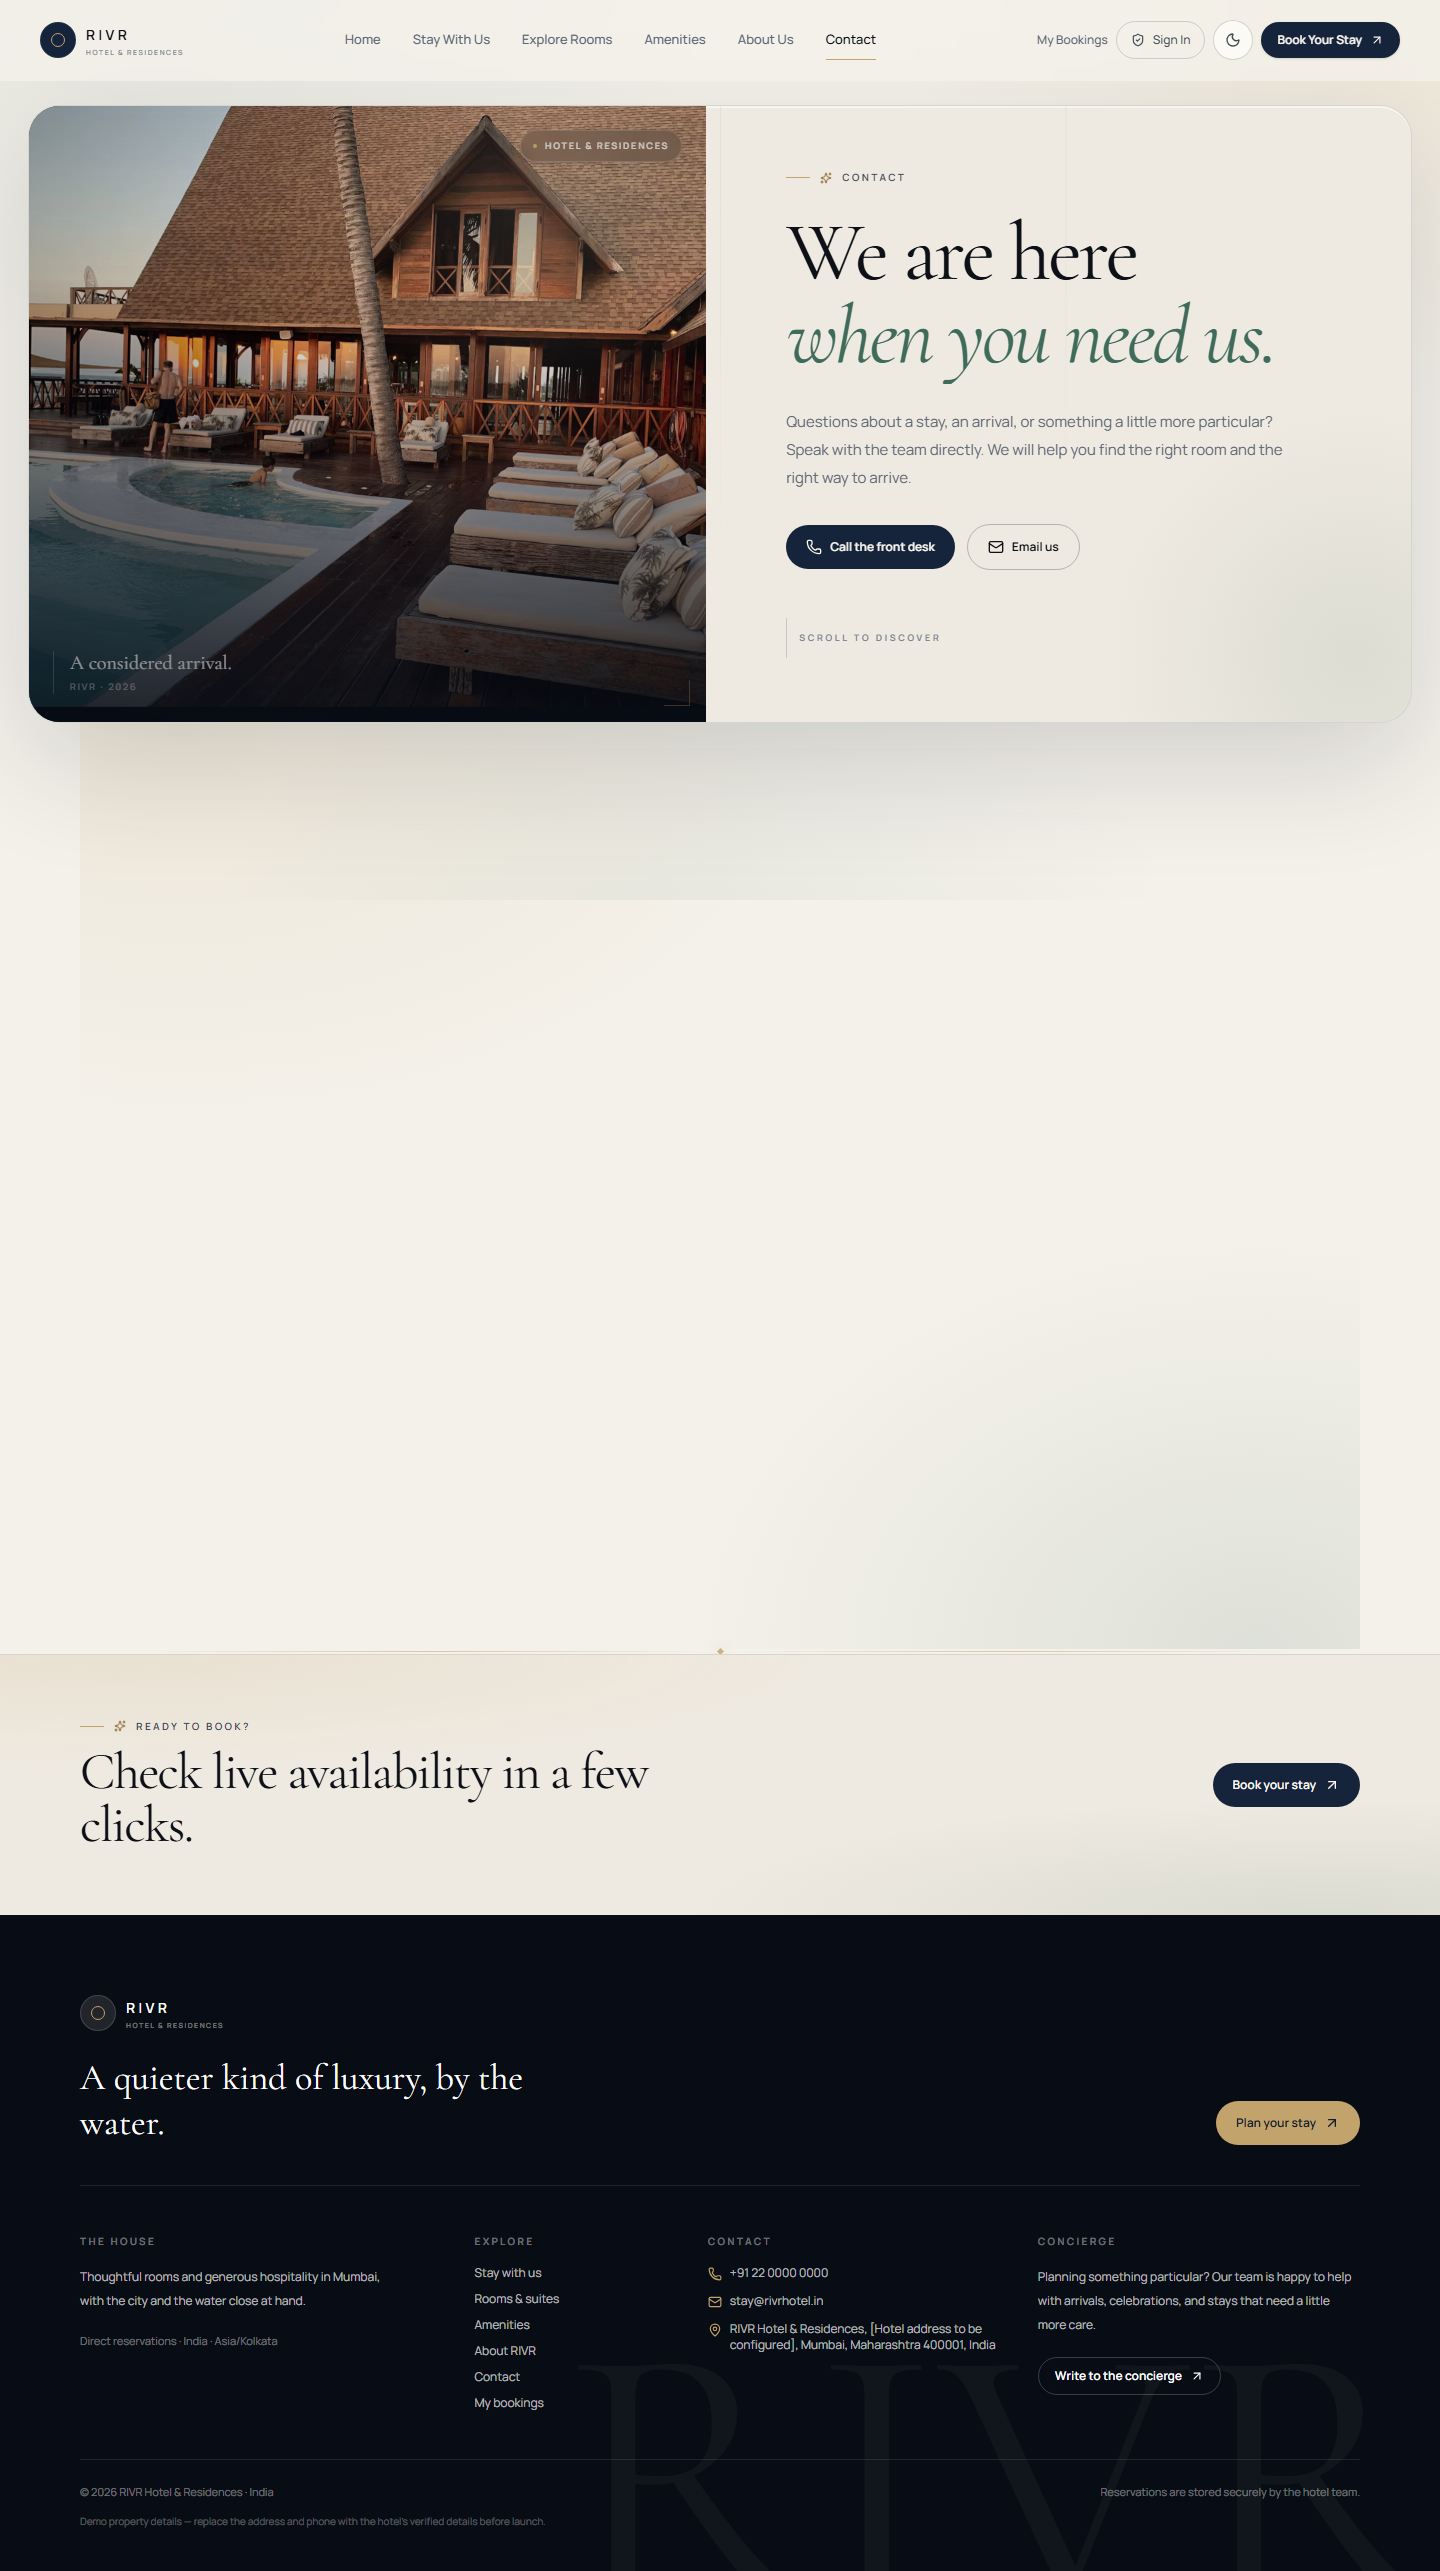 RIVR
HOTEL & RESIDENCES
Home
Stay With Us
Explore Rooms
Amenities
About Us
Contact
My Bookings
Sign In
Book Your Stay
HOTEL & RESIDENCES
A considered arrival.
RIVR · 2026
CONTACT
We are here
when you need us.
Questions about a stay, an arrival, or something a little more particular?
Speak with the team directly. We will help you find the right room and the
right way to arrive.
Call the front desk
Email us
SCROLL TO DISCOVER
READY TO BOOK?
Check live availability in a few
clicks.
Book your stay
RIVR
HOTEL & RESIDENCES
A quieter kind of luxury, by the
water.
Plan your stay
THE HOUSE
Thoughtful rooms and generous hospitality in Mumbai,
with the city and the water close at hand.
Direct reservations · India · Asia/Kolkata
EXPLORE
Stay with us
Rooms & suites
Amenities
About RIVR
Contact
My bookings
CONTACT
+91 22 0000 0000
stay@rivrhotel.in
RIVR Hotel & Residences, [Hotel address to be
configured], Mumbai, Maharashtra 400001, India
CONCIERGE
Planning something particular? Our team is happy to help
with arrivals, celebrations, and stays that need a little
more care.
Write to the concierge
RIVR
© 2026 RIVR Hotel & Residences · India
Reservations are stored securely by the hotel team.
Demo property details — replace the address and phone with the hotel's verified details before launch.